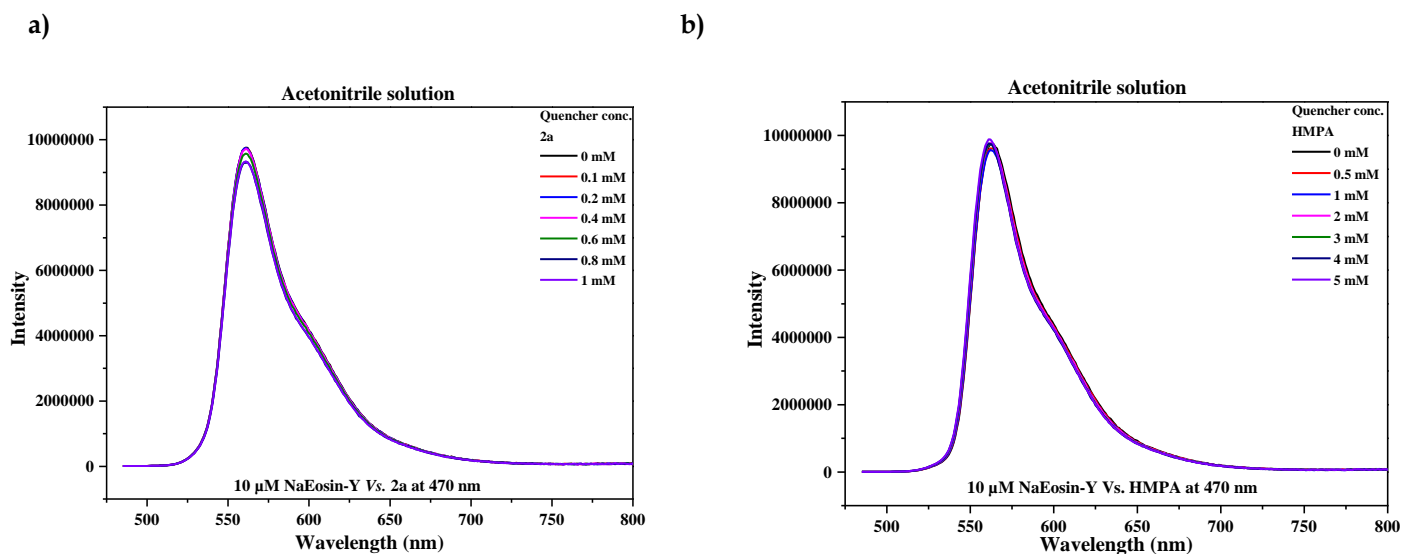 a)
Acetonitrile solution
Quencher conc.
2a
0 mM
0.1 mM
0.2 mM
0.4 mM
0.6 mM
0.8 mM
1 mM
10000000
8000000
6000000
4000000
2000000
0
Intensity
10 µM NaEosin-Y Vs. 2a at 470 nm
500 550 600 650 700 750 800
Wavelength (nm)
b)
Acetonitrile solution
Quencher conc.
HMPA
0 mM
0.5 mM
1 mM
2 mM
3 mM
4 mM
5 mM
10000000
8000000
6000000
4000000
2000000
0
Intensity
10 µM NaEosin-Y Vs. HMPA at 470 nm
500 550 600 650 700 750 800
Wavelength (nm)